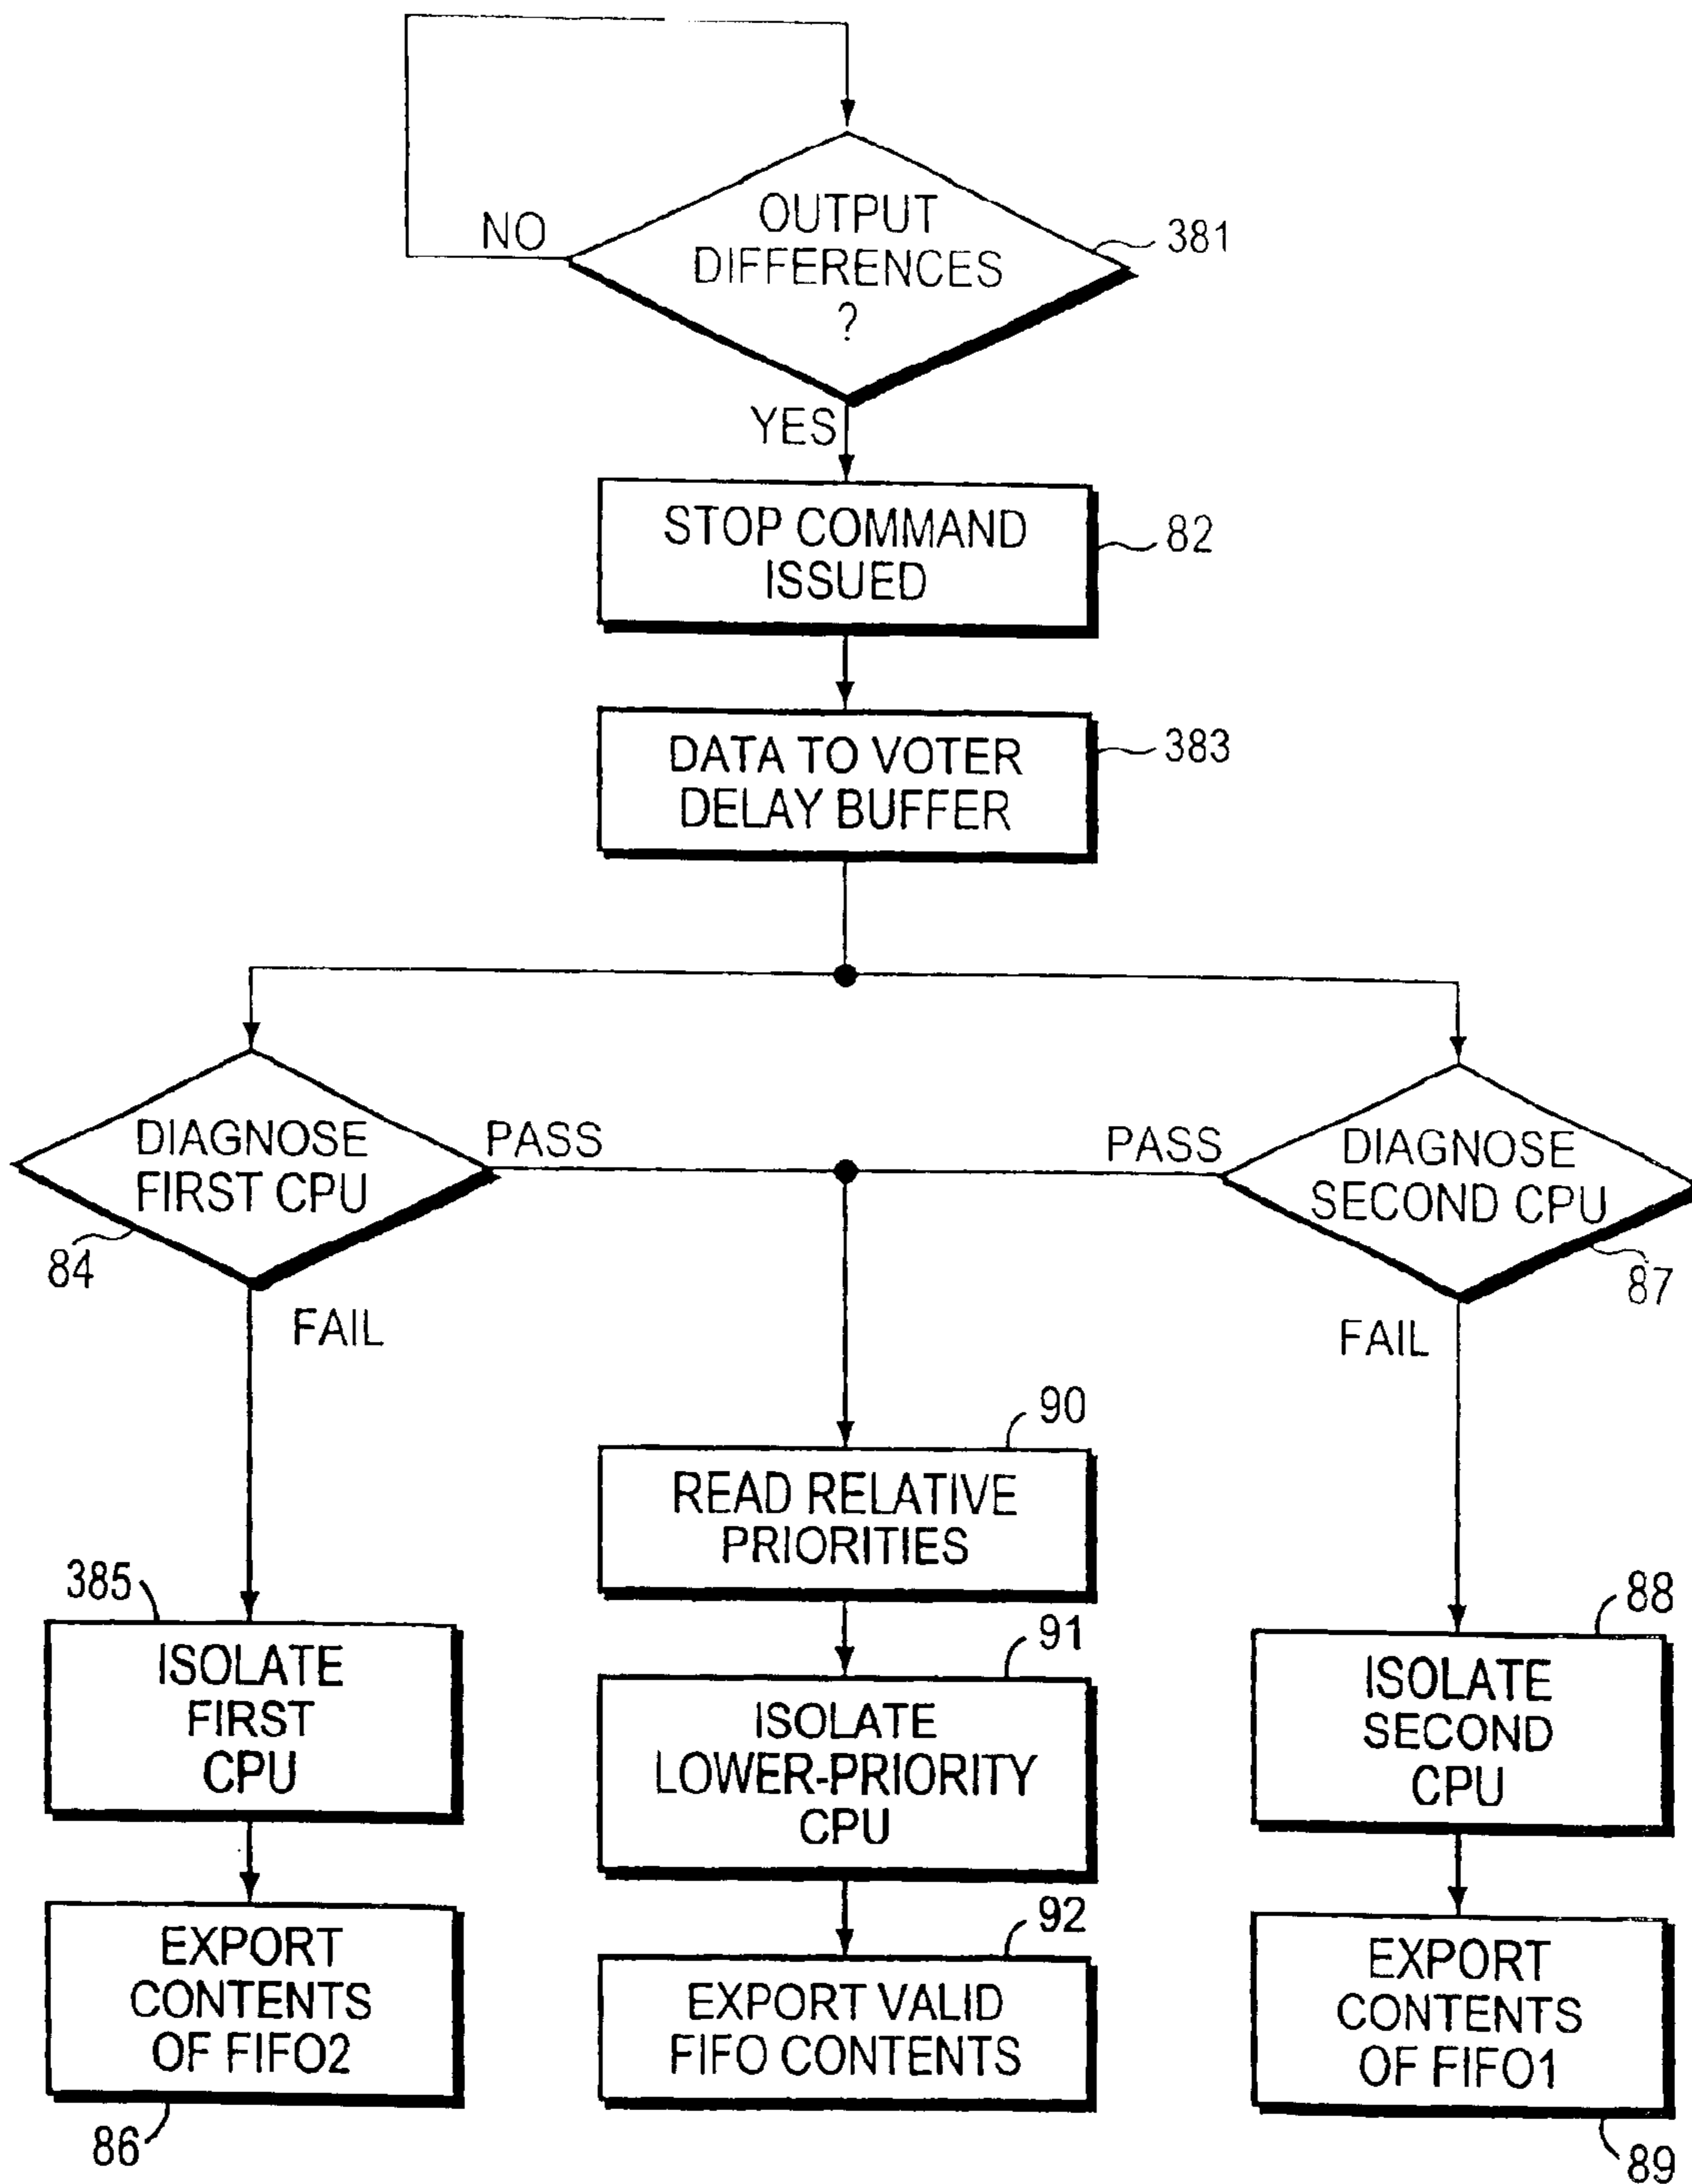 OUTPUT
DIFFERENCES
?
381
NO
YES
STOP COMMAND
ISSUED
82
DATA TO VOTER
DELAY BUFFER
383
DIAGNOSE
FIRST CPU
84
PASS
PASS
DIAGNOSE
SECOND CPU
87
FAIL
FAIL
90
READ RELATIVE
PRIORITIES
385
ISOLATE
FIRST
CPU
91
ISOLATE
LOWER-PRIORITY
CPU
88
ISOLATE
SECOND
CPU
EXPORT
CONTENTS
OF FIFO2
86
92
EXPORT VALID
FIFO CONTENTS
EXPORT
CONTENTS
OF FIFO1
89